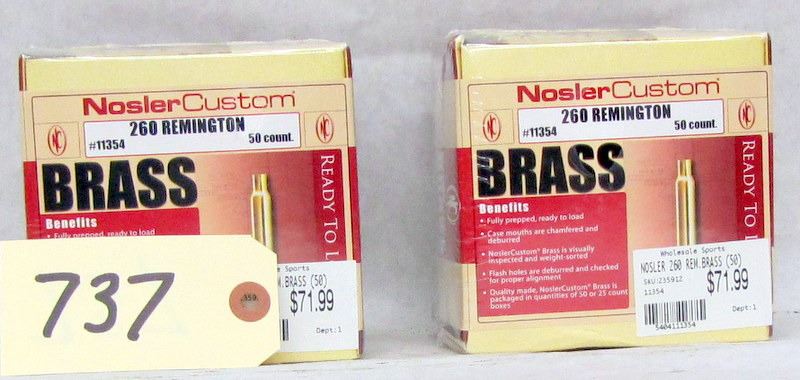 NoslerCustom®
260 REMINGTON
#11354 50 count.
NC
BRASS
READY TO L
Benefits
• Fully prepped, ready to load
Sports
M.BRASS (50)
$71.99
Dept:1
737
NoslerCustom®
260 REMINGTON
#11354 50 count.
NC
NC
BRASS
READY TO L
Benefits
• Fully prepped, ready to load
• Case mouths are chamfered and
deburred
• NoslerCustom® Brass is visually
inspected and weight-sorted
• Flash holes are deburred and checked
for proper alignment
• Quality made, NoslerCustom® Brass is
packaged in quantities of 50 or 25 count
boxes
Wholesale Sports
NOSLER 260 REM.BRASS (50)
SKU:235912
11354
$71.99
Dept:1
5404111354